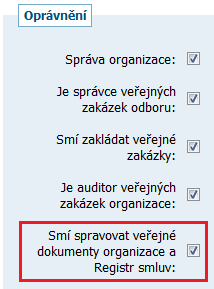 Oprávnění
Správa organizace:
Je správce veřejných
zakázek odboru:
Smí zakládat veřejné
zakázky:
Je auditor veřejných
zakázek organizace:
Smí spravovat veřejné
dokumenty organizace a
Registr smluv: